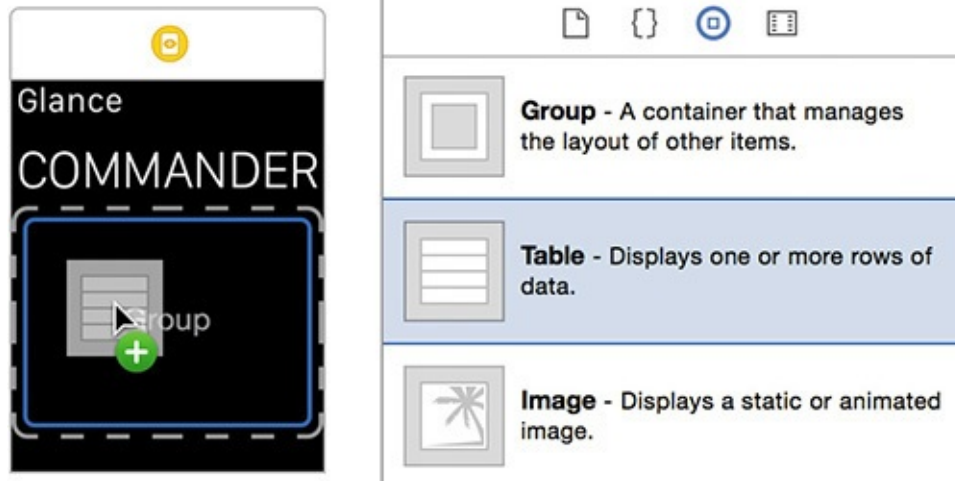 Glance
COMMANDER
Group
Group - A container that manages
the layout of other items.
Table - Displays one or more rows of
data.
Image - Displays a static or animated
image.